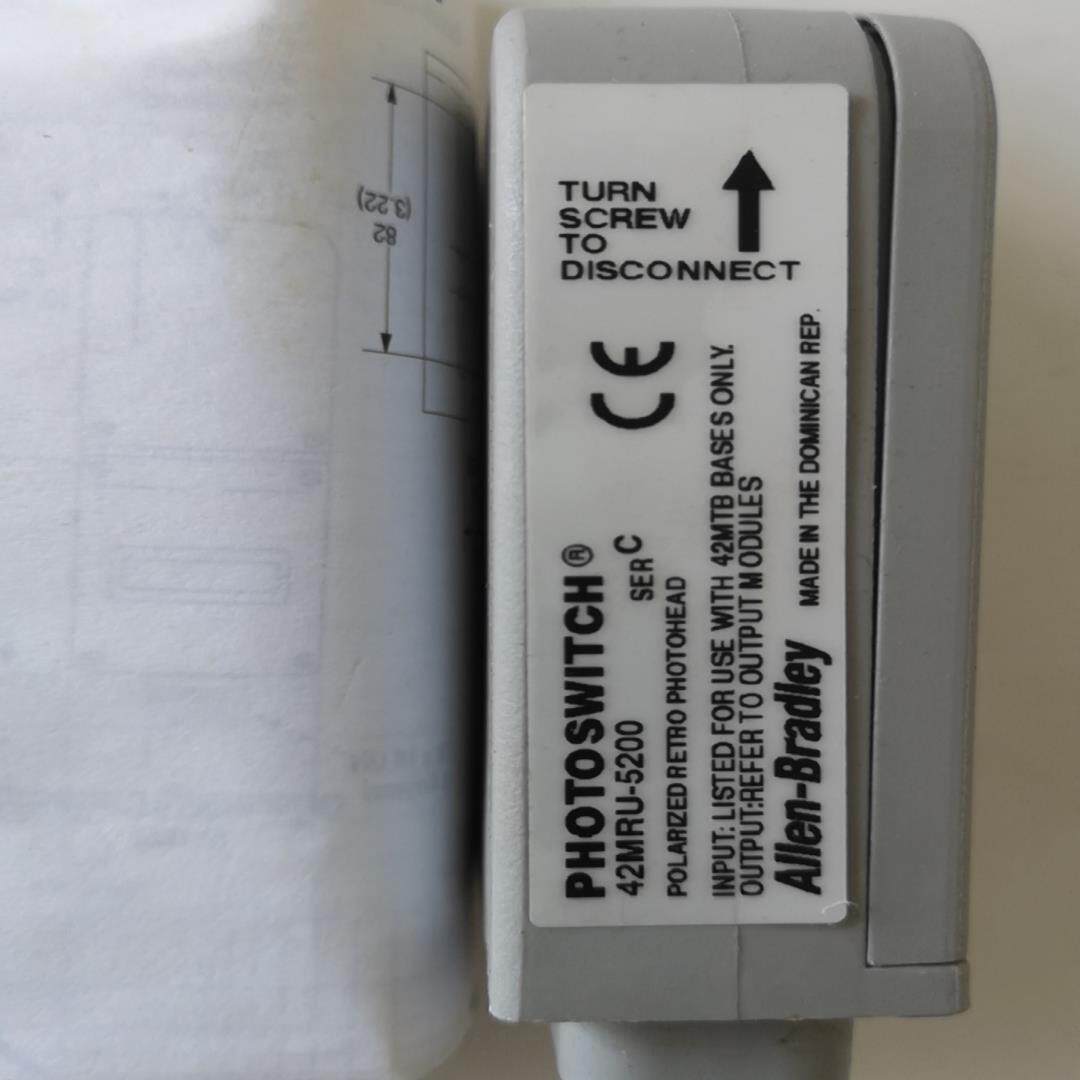 82
(3.22)
TURN
SCREW
TO
DISCONNECT
CE
PHOTOSWITCH®
42MRU-5200 SER C
POLARIZED RETRO PHOTOHEAD
INPUT: LISTED FOR USE WITH 42MTB BASES ONLY.
OUTPUT:REFER TO OUTPUT MODULES
Allen-Bradley MADE IN THE DOMINICAN REP.